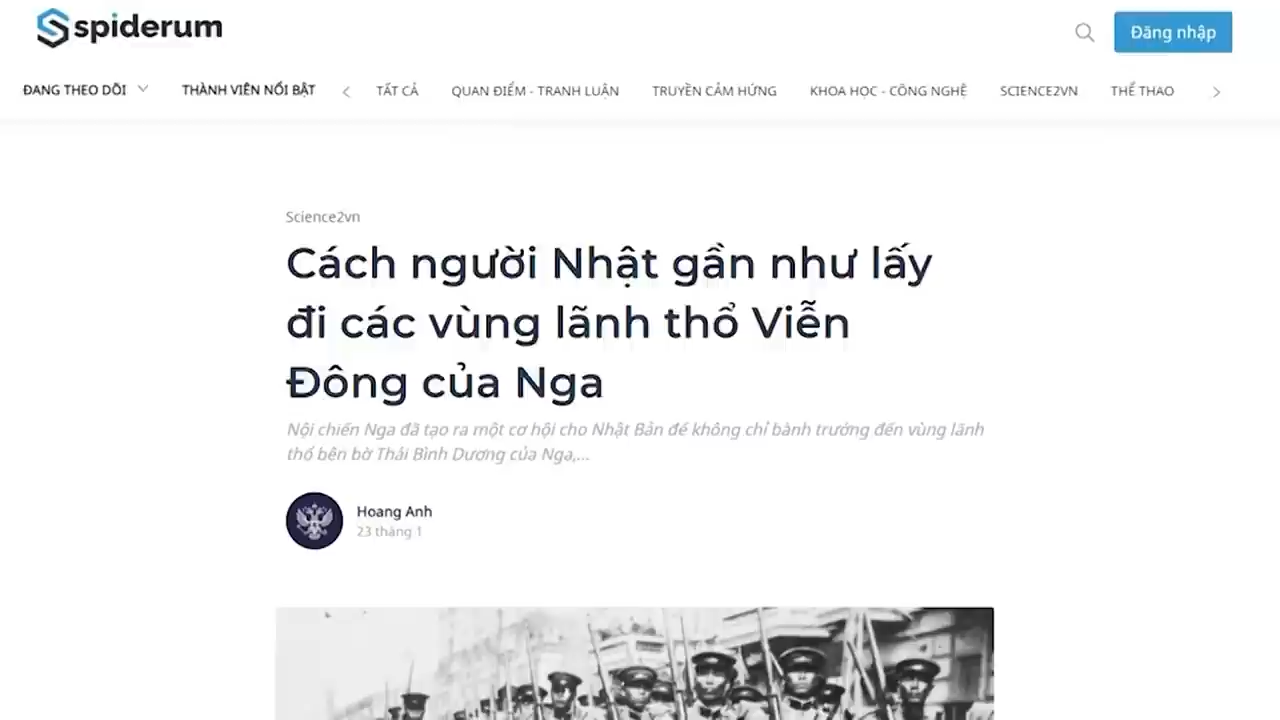 spiderum
Đăng nhập
ĐANG THEO DÕI THÀNH VIÊN NỔI BẬT TẤT CẢ QUAN ĐIỂM - TRANH LUẬN TRUYỀN CẢM HỨNG KHOA HỌC - CÔNG NGHỆ SCIENCE2VN THỂ THAO
Science2vn
Cách người Nhật gần như lấy
đi các vùng lãnh thổ Viễn
Đông của Nga
Nội chiến Nga đã tạo ra một cơ hội cho Nhật Bản để không chỉ bành trướng đến vùng lãnh
thổ bên bờ Thái Bình Dương của Nga,...
Hoang Anh
23 tháng 1